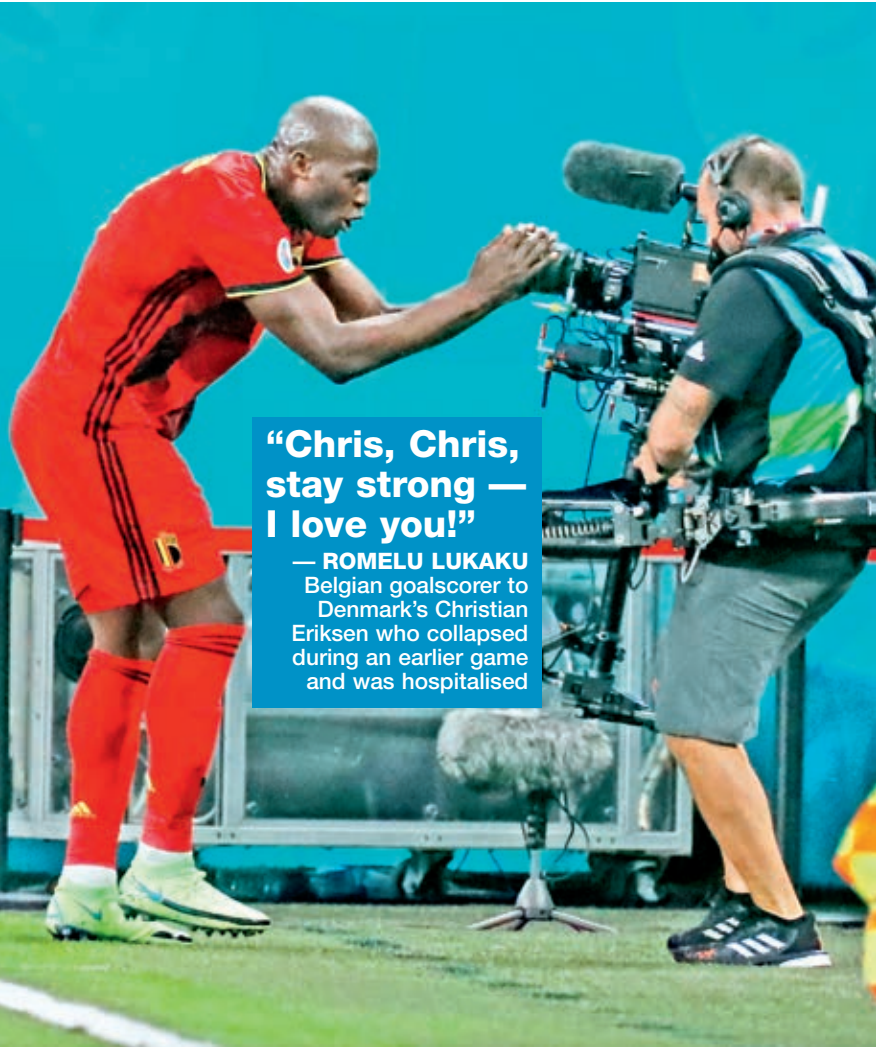 “Chris, Chris,
stay strong —
I love you!”
— ROMELU LUKAKU
Belgian goalscorer to
Denmark’s Christian
Eriksen who collapsed
during an earlier game
and was hospitalised